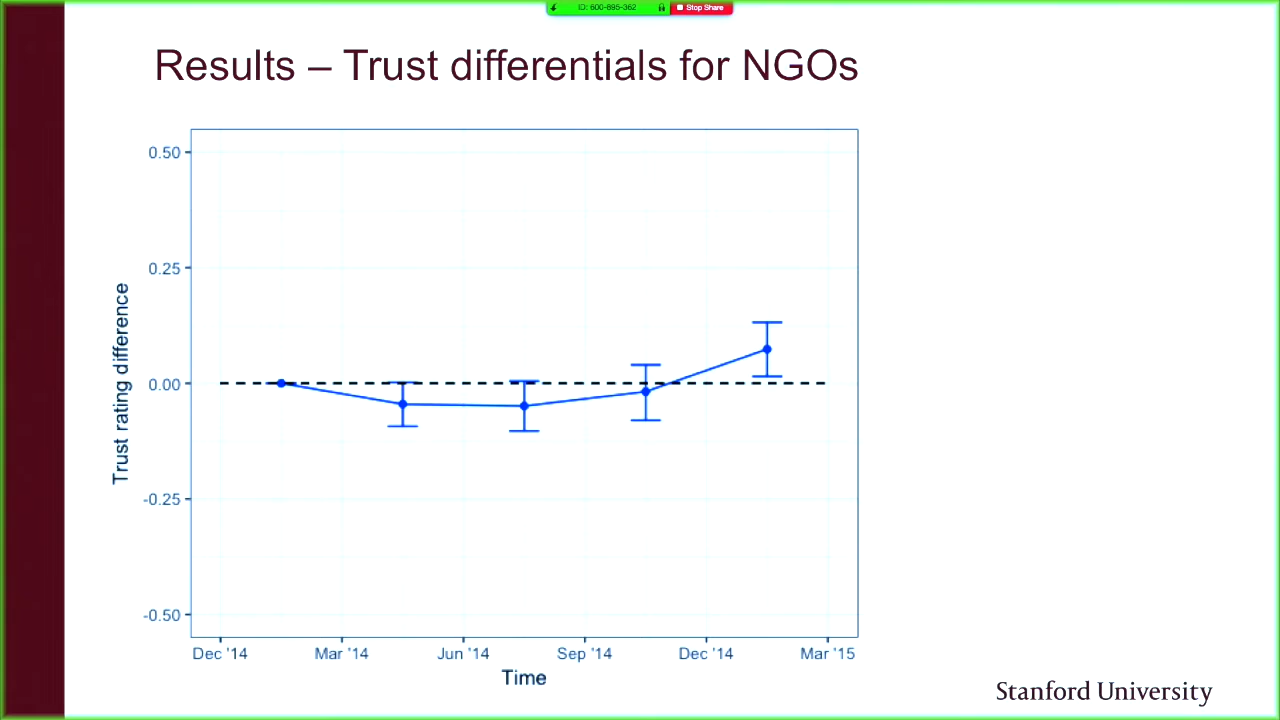 ID: 600-895-362 Stop Share
Results – Trust differentials for NGOs
0.50
0.25
0.00
-0.25
-0.50
Trust rating difference
Dec '14 Mar '14 Jun '14 Sep '14 Dec '14 Mar '15
Time
Stanford University